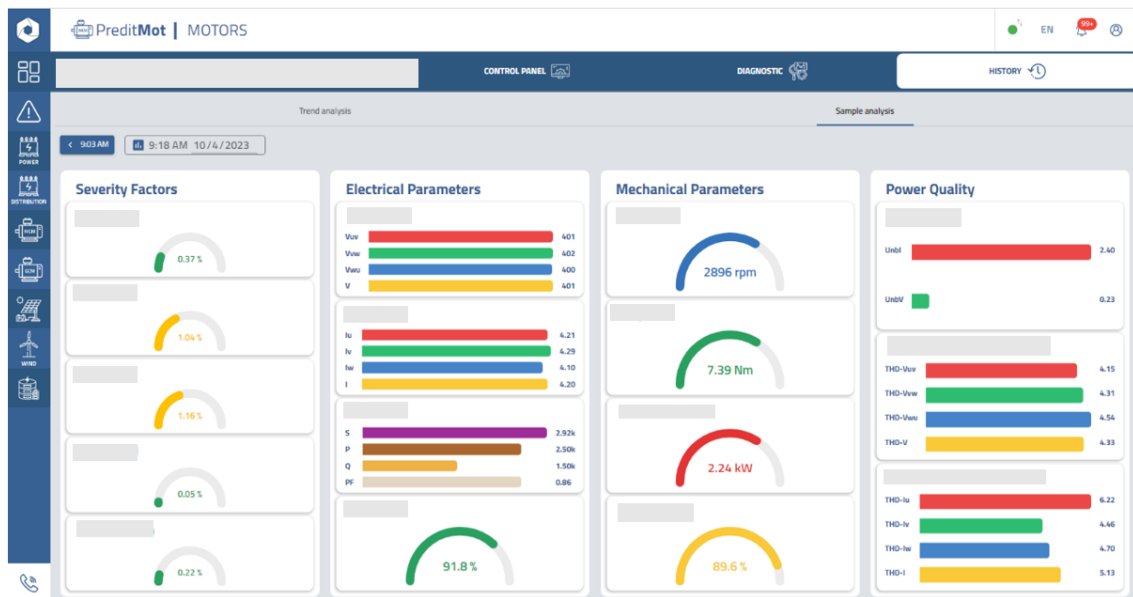 PreditMot | MOTORS
EN
99+
CONTROL PANEL
DIAGNOSTIC
HISTORY
Trend analysis
Sample analysis
< 9:03 AM
9:18 AM 10/4/2023
POWER
DISTRIBUTION
WIND
Severity Factors
0.37 %
1.04 %
1.16 %
0.05 %
0.22 %
Electrical Parameters
Vuv 401
Vvw 402
Vwu 400
V 401
Iu 4.21
Iv 4.29
Iw 4.10
I 4.20
S 2.92k
P 2.50k
Q 1.50k
PF 0.86
91.8 %
Mechanical Parameters
2896 rpm
7.39 Nm
2.24 kW
89.6 %
Power Quality
UnbI 2.40
UnbV 0.23
THD-Vuv 4.15
THD-Vvw 4.31
THD-Vwu 4.54
THD-V 4.33
THD-Iu 6.22
THD-Iv 4.46
THD-Iw 4.70
THD-I 5.13